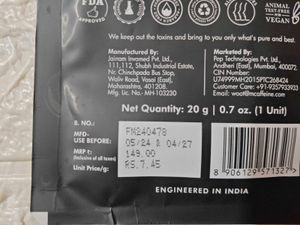 FDA
APPROVED
ANIMAL
TEST-FREE
VEGAN
We keep out the toxins and bring to you only what's pure and best.
Manufactured By:
Jainam Invamed Pvt. Ltd.
111,112, Shubh Industrial Estate,
Nr. Chinchpada Bus Stop,
Waliv Road, Vasai (East)
Maharashtra, 401208.
Mfg. Lic. No.- MH-103230
Marketed By:
Pep Technologies Pvt. Ltd.
Andheri (East), Mumbai, 400072.
CIN Number
U74999MH2015PTC268424
Customer Care: +91-9357933933
woot@mcaffeine.com
Net Quantity: 20 g | 0.7 oz. (1 Unit)
B. NO.
MFD-
USE BEFORE:
MRP ₹:
(Inclusive of all taxes)
Unit Price/g:
FM240478
05/24 & 04/27
149.00
RS.7.45
8 906129 571327 >
ENGINEERED IN INDIA